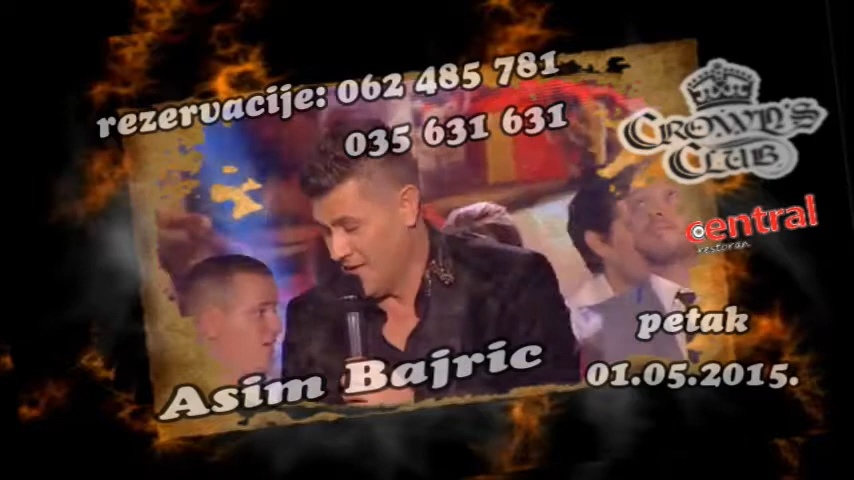 rezervacije: 062 485 781
035 631 631
CROWN'S
CLUB
central
restoran
petak
01.05.2015.
Asim Bajric